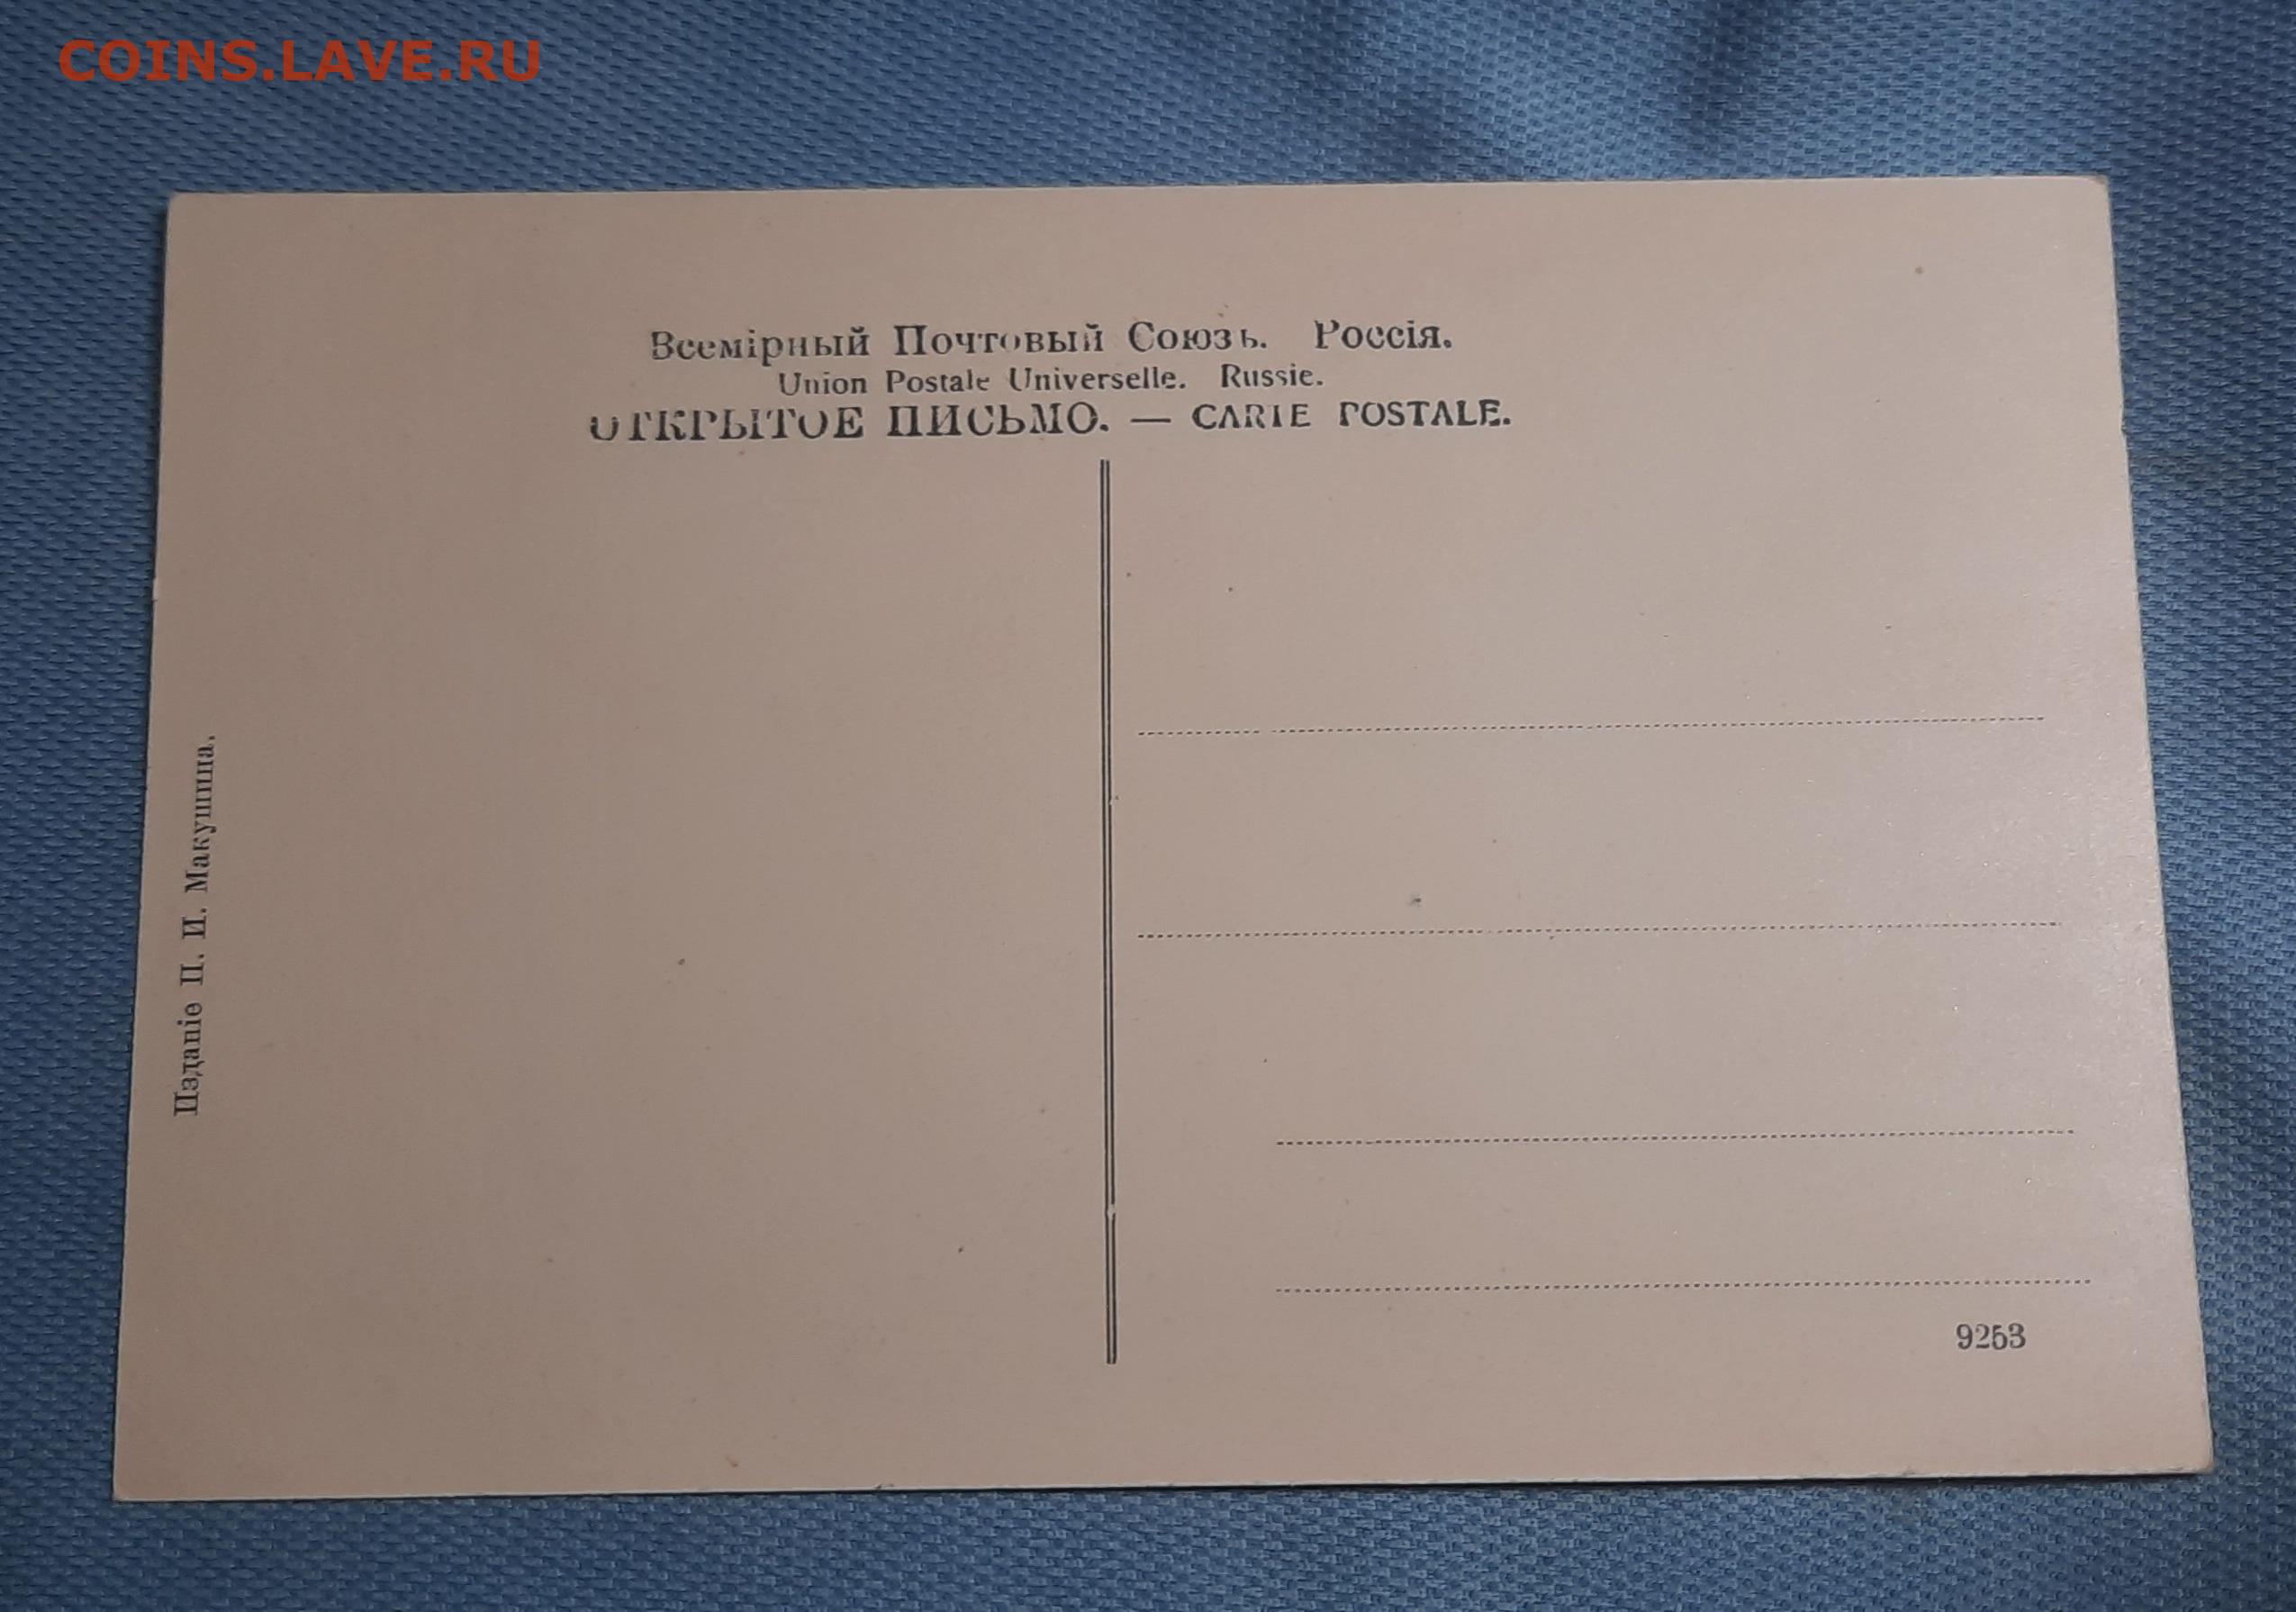 COINS.LAVE.RU
Всемірный Почтовый Союзъ. Россія.
Union Postale Universelle. Russie.
ОТКРЫТОЕ ПИСЬМО. — CARTE POSTALE.
Изданіе П. И. Макушина.
9253